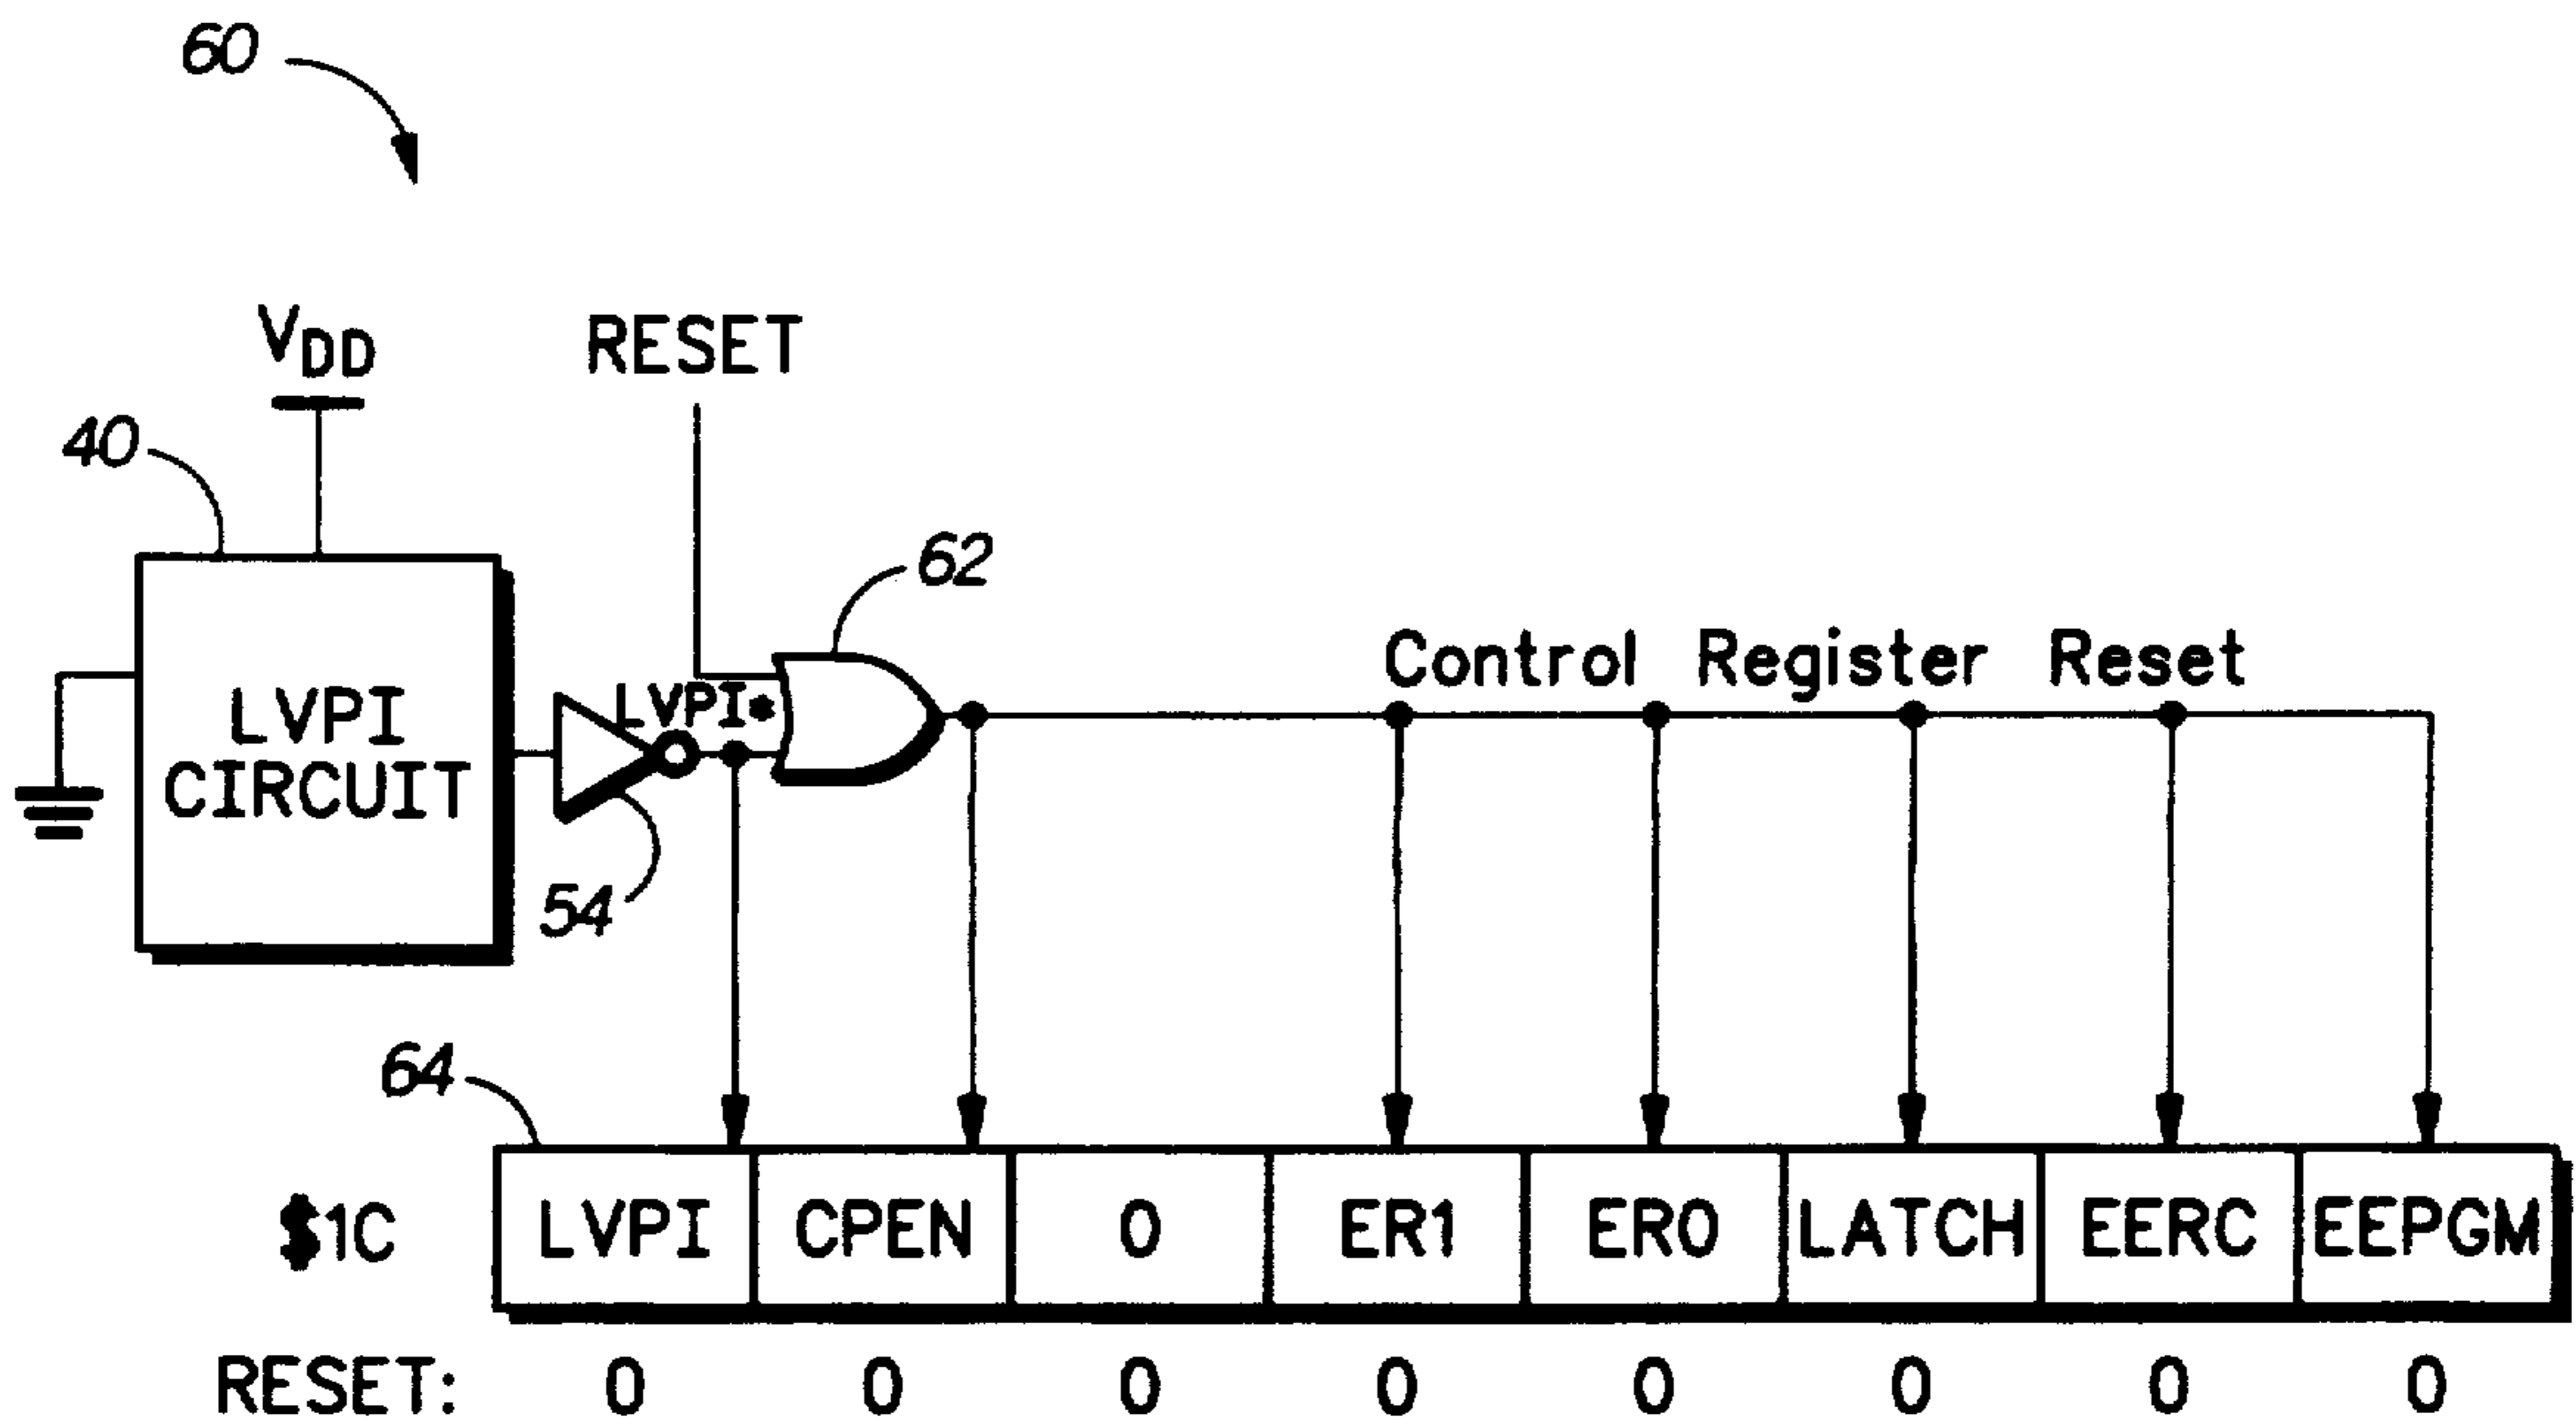 60
VDD
RESET
40
62
Control Register Reset
LVPI*
LVPI
CIRCUIT
54
64
$1C LVPI CPEN 0 ER1 ER0 LATCH EERC EEPGM
RESET: 0 0 0 0 0 0 0 0